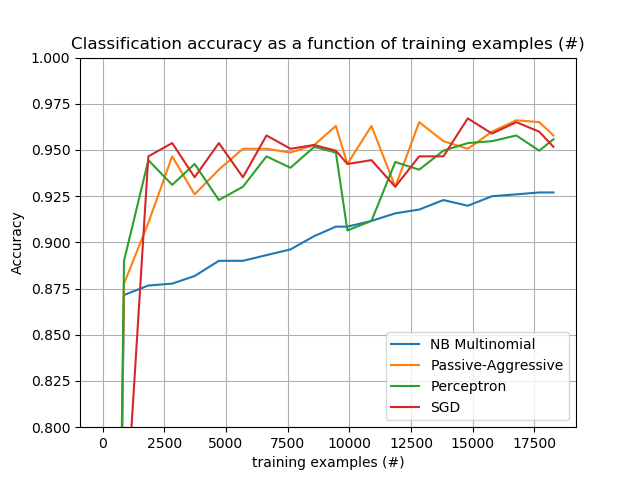 Classification accuracy as a function of training examples (#)
1.000
0.975
0.950
0.925
0.900
0.875
0.850
0.825
0.800
Accuracy
NB Multinomial
Passive-Aggressive
Perceptron
SGD
0 2500 5000 7500 10000 12500 15000 17500
training examples (#)